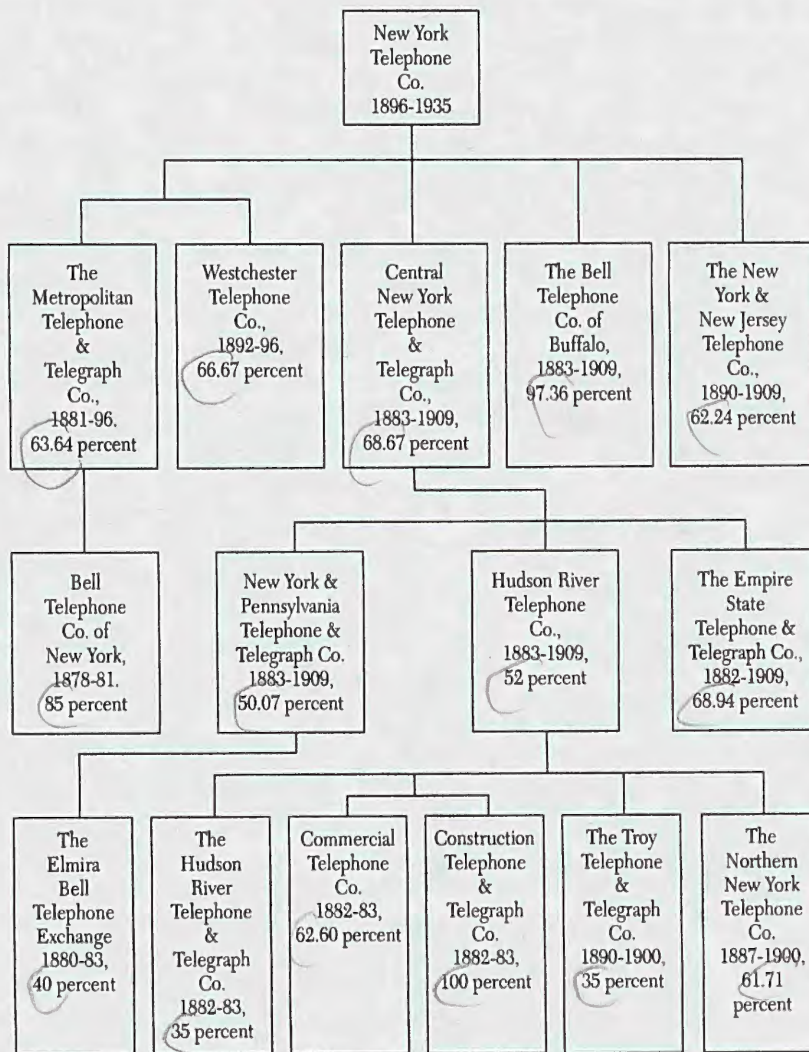 New York
Telephone
Co.
1896-1935
The
Metropolitan
Telephone
&
Telegraph
Co.,
1881-96.
63.64 percent
Westchester
Telephone
Co.,
1892-96,
66.67 percent
Central
New York
Telephone
&
Telegraph
Co.,
1883-1909,
68.67 percent
The Bell
Telephone
Co. of
Buffalo,
1883-1909,
97.36 percent
The New
York &
New Jersey
Telephone
Co.,
1890-1909,
62.24 percent
Bell
Telephone
Co. of
New York,
1878-81.
85 percent
New York &
Pennsylvania
Telephone &
Telegraph Co.
1883-1909,
50.07 percent
Hudson River
Telephone
Co.,
1883-1909,
52 percent
The Empire
State
Telephone &
Telegraph Co.,
1882-1909,
68.94 percent
The
Elmira
Bell
Telephone
Exchange
1880-83,
40 percent
The
Hudson
River
Telephone
&
Telegraph
Co.
1882-83,
35 percent
Commercial
Telephone
Co.
1882-83,
62.60 percent
Construction
Telephone
&
Telegraph
Co.
1882-83,
100 percent
The Troy
Telephone
&
Telegraph
Co.
1890-1900,
35 percent
The
Northern
New York
Telephone
Co.
1887-1900,
61.71
percent